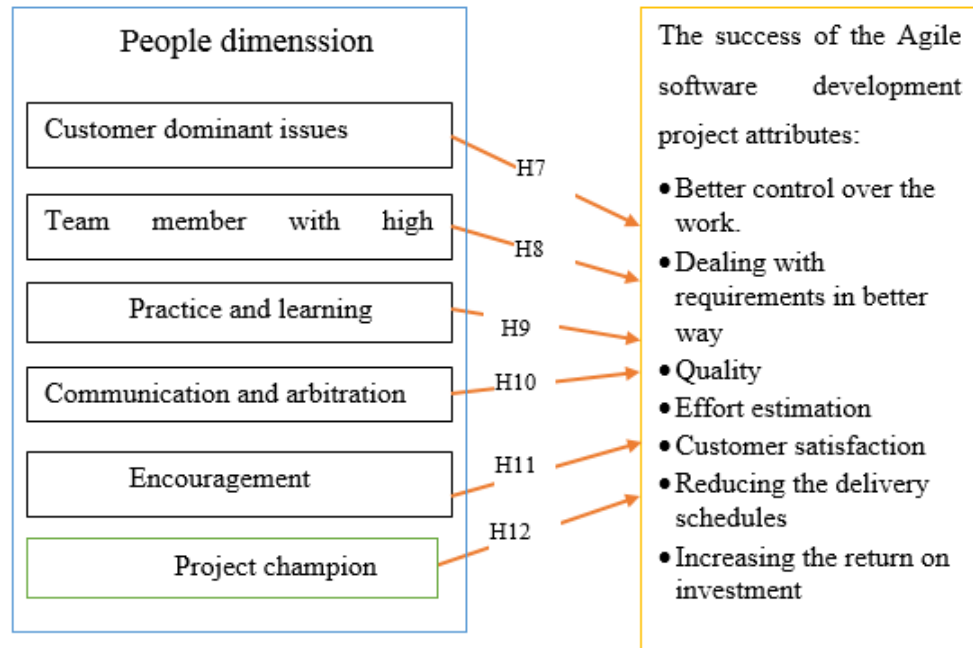 People dimenssion
Customer dominant issues
Team member with high
Practice and learning
Communication and arbitration
Encouragement
Project champion
H7
H8
H9
H10
H11
H12
The success of the Agile
software development
project attributes:
•Better control over the
work.
•Dealing with
requirements in better
way
•Quality
•Effort estimation
•Customer satisfaction
•Reducing the delivery
schedules
•Increasing the return on
investment